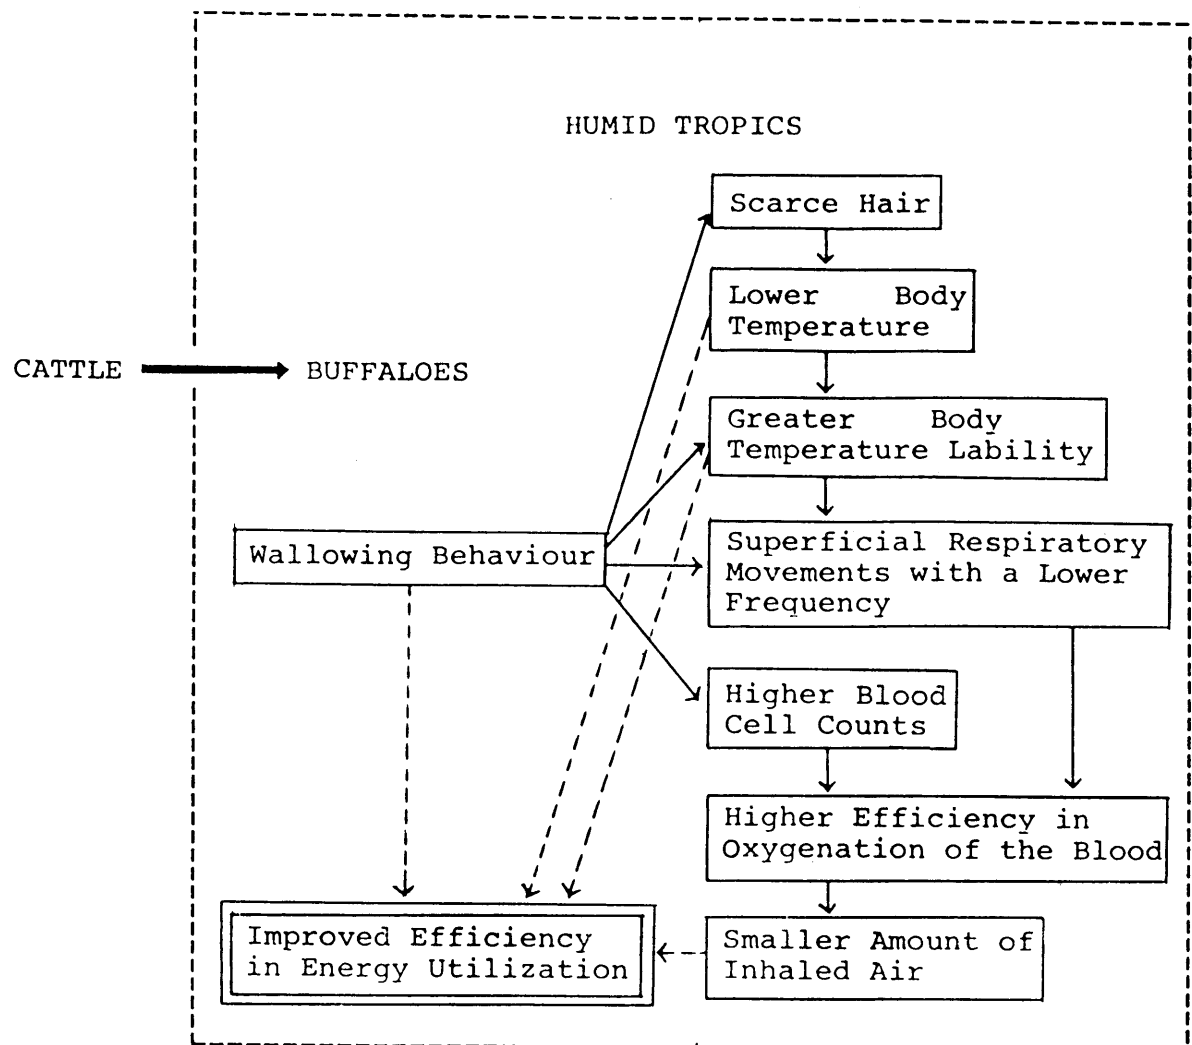 HUMID TROPICS
Scarce Hair
Lower Body
Temperature
CATTLE
BUFFALOES
Greater Body
Temperature Lability
Wallowing Behaviour
Superficial Respiratory
Movements with a Lower
Frequency
Higher Blood
Cell Counts
Higher Efficiency in
Oxygenation of the Blood
Improved Efficiency
in Energy Utilization
Smaller Amount of
Inhaled Air